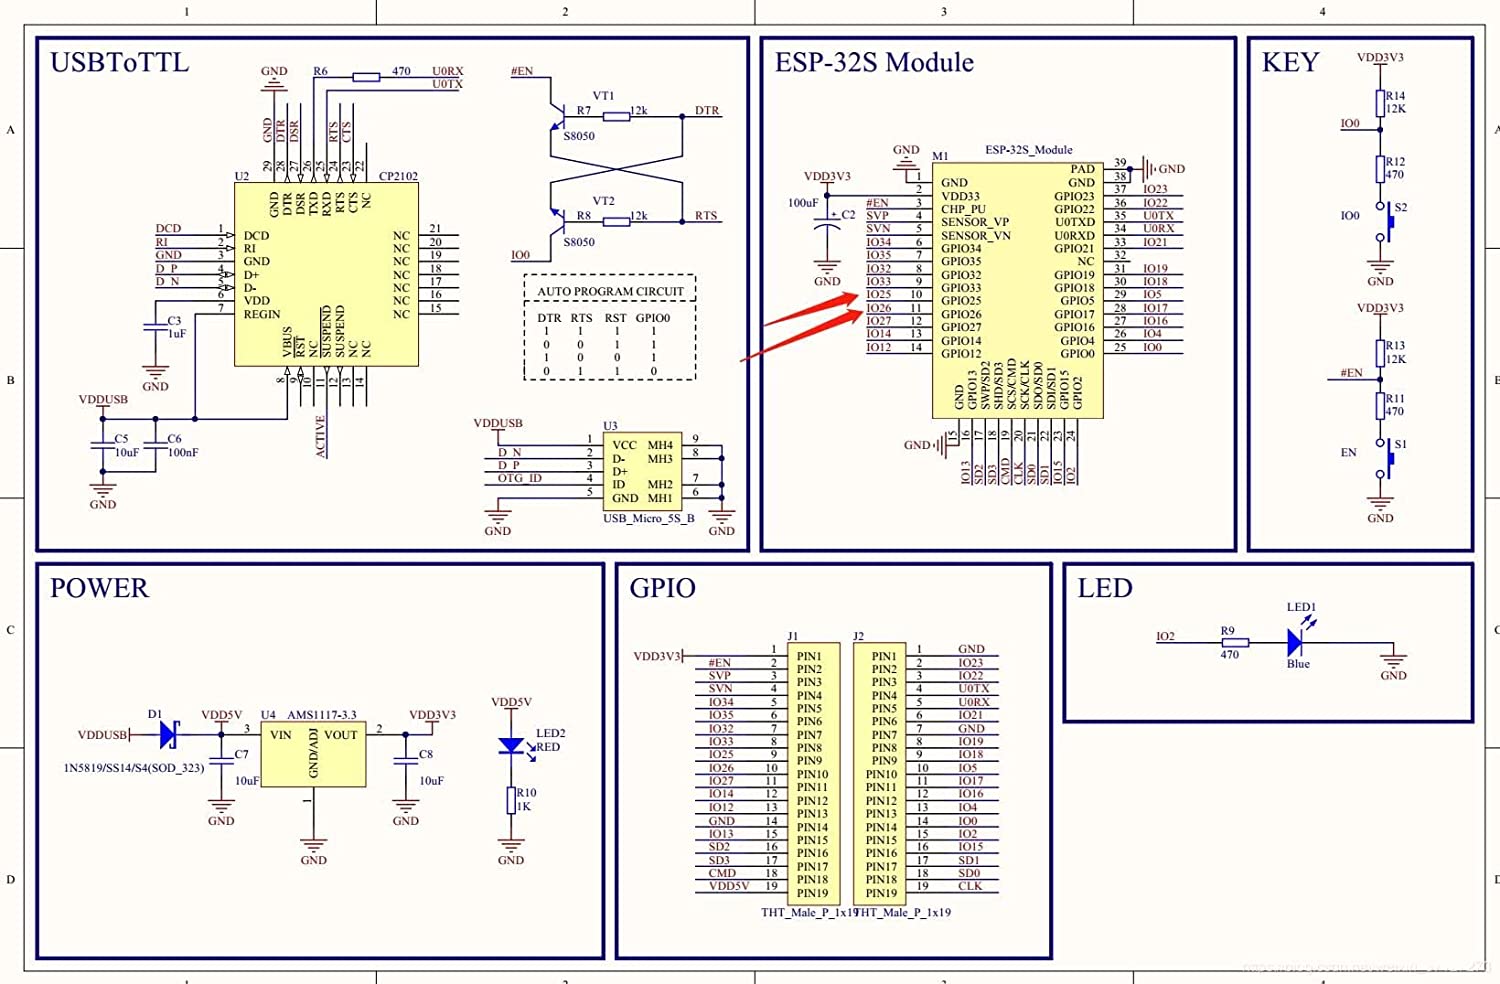 1 2 3 4
A
B
C
D
USBToTTL
GND
R6 470 U0RX
U0TX
GND DTR DSR RTS CTS
29 28 27 26 25 24 23 22
U2 CP2102
GND DTR DSR TXD RXD RTS CTS NC
DCD 1 DCD NC 21
RI 2 RI NC 20
GND 3 GND NC 19
D_P 4 D+ NC 18
D_N 5 D- NC 17
6 VDD NC 16
7 REGIN NC 15
VBUS RST NC SUSPEND SUSPEND NC NC
8 9 10 11 12 13 14
ACTIVE
C3
1uF
GND
VDDUSB
C5
10uF
C6
100nF
GND
#EN
VT1
R7 12k DTR
S8050
VT2
R8 12k RTS
S8050
IO0
AUTO PROGRAM CIRCUIT
DTR RTS RST GPIO0
1 1 1 1
0 0 1 1
1 0 0 1
0 1 1 0
VDDUSB
U3
1 VCC MH4 9
D_N 2 D- MH3 8
D_P 3 D+
OTG_ID 4 ID MH2 7
5 GND MH1 6
USB_Micro_5S_B
GND
GND
ESP-32S Module
GND
M1 ESP-32S_Module
VDD3V3
100uF + C2
GND
PAD 39 GND
1 GND GND 38
2 VDD33 GPIO23 37 IO23
#EN 3 CHP_PU GPIO22 36 IO22
SVP 4 SENSOR_VP U0TXD 35 U0TX
SVN 5 SENSOR_VN U0RXD 34 U0RX
IO34 6 GPIO34 GPIO21 33 IO21
IO35 7 GPIO35 NC 32
IO32 8 GPIO32 GPIO19 31 IO19
IO33 9 GPIO33 GPIO18 30 IO18
IO25 10 GPIO25 GPIO5 29 IO5
IO26 11 GPIO26 GPIO17 28 IO17
IO27 12 GPIO27 GPIO16 27 IO16
IO14 13 GPIO14 GPIO4 26 IO4
IO12 14 GPIO12 GPIO0 25 IO0
GND GPIO13 SWP/SD2 SHD/SD3 SCS/CMD SCK/CLK SDO/SD0 SDI/SD1 GPIO15 GPIO2
GND 15 16 17 18 19 20 21 22 23 24
IO13 SD2 SD3 CMD CLK SD0 SD1 IO15 IO2
KEY
VDD3V3
R14
12K
IO0
R12
470
IO0 S2
GND
VDD3V3
R13
12K
#EN
R11
470
EN S1
GND
POWER
VDDUSB D1 VDD5V
1N5819/SS14/S4(SOD_323)
U4 AMS1117-3.3
3 VIN VOUT 2
GND/ADJ
1
GND
C7
10uF
GND
VDD3V3
C8
10uF
GND
VDD5V
LED2
RED
R10
1K
GND
GPIO
J1 J2
VDD3V3 1 PIN1 PIN1 1 GND
#EN 2 PIN2 PIN2 2 IO23
SVP 3 PIN3 PIN3 3 IO22
SVN 4 PIN4 PIN4 4 U0TX
IO34 5 PIN5 PIN5 5 U0RX
IO35 6 PIN6 PIN6 6 IO21
IO32 7 PIN7 PIN7 7 GND
IO33 8 PIN8 PIN8 8 IO19
IO25 9 PIN9 PIN9 9 IO18
IO26 10 PIN10 PIN10 10 IO5
IO27 11 PIN11 PIN11 11 IO17
IO14 12 PIN12 PIN12 12 IO16
IO12 13 PIN13 PIN13 13 IO4
GND 14 PIN14 PIN14 14 IO0
IO13 15 PIN15 PIN15 15 IO2
SD2 16 PIN16 PIN16 16 IO15
SD3 17 PIN17 PIN17 17 SD1
CMD 18 PIN18 PIN18 18 SD0
VDD5V 19 PIN19 PIN19 19 CLK
THT_Male_P_1x19 THT_Male_P_1x19
LED
IO2 R9 LED1
470 Blue
GND